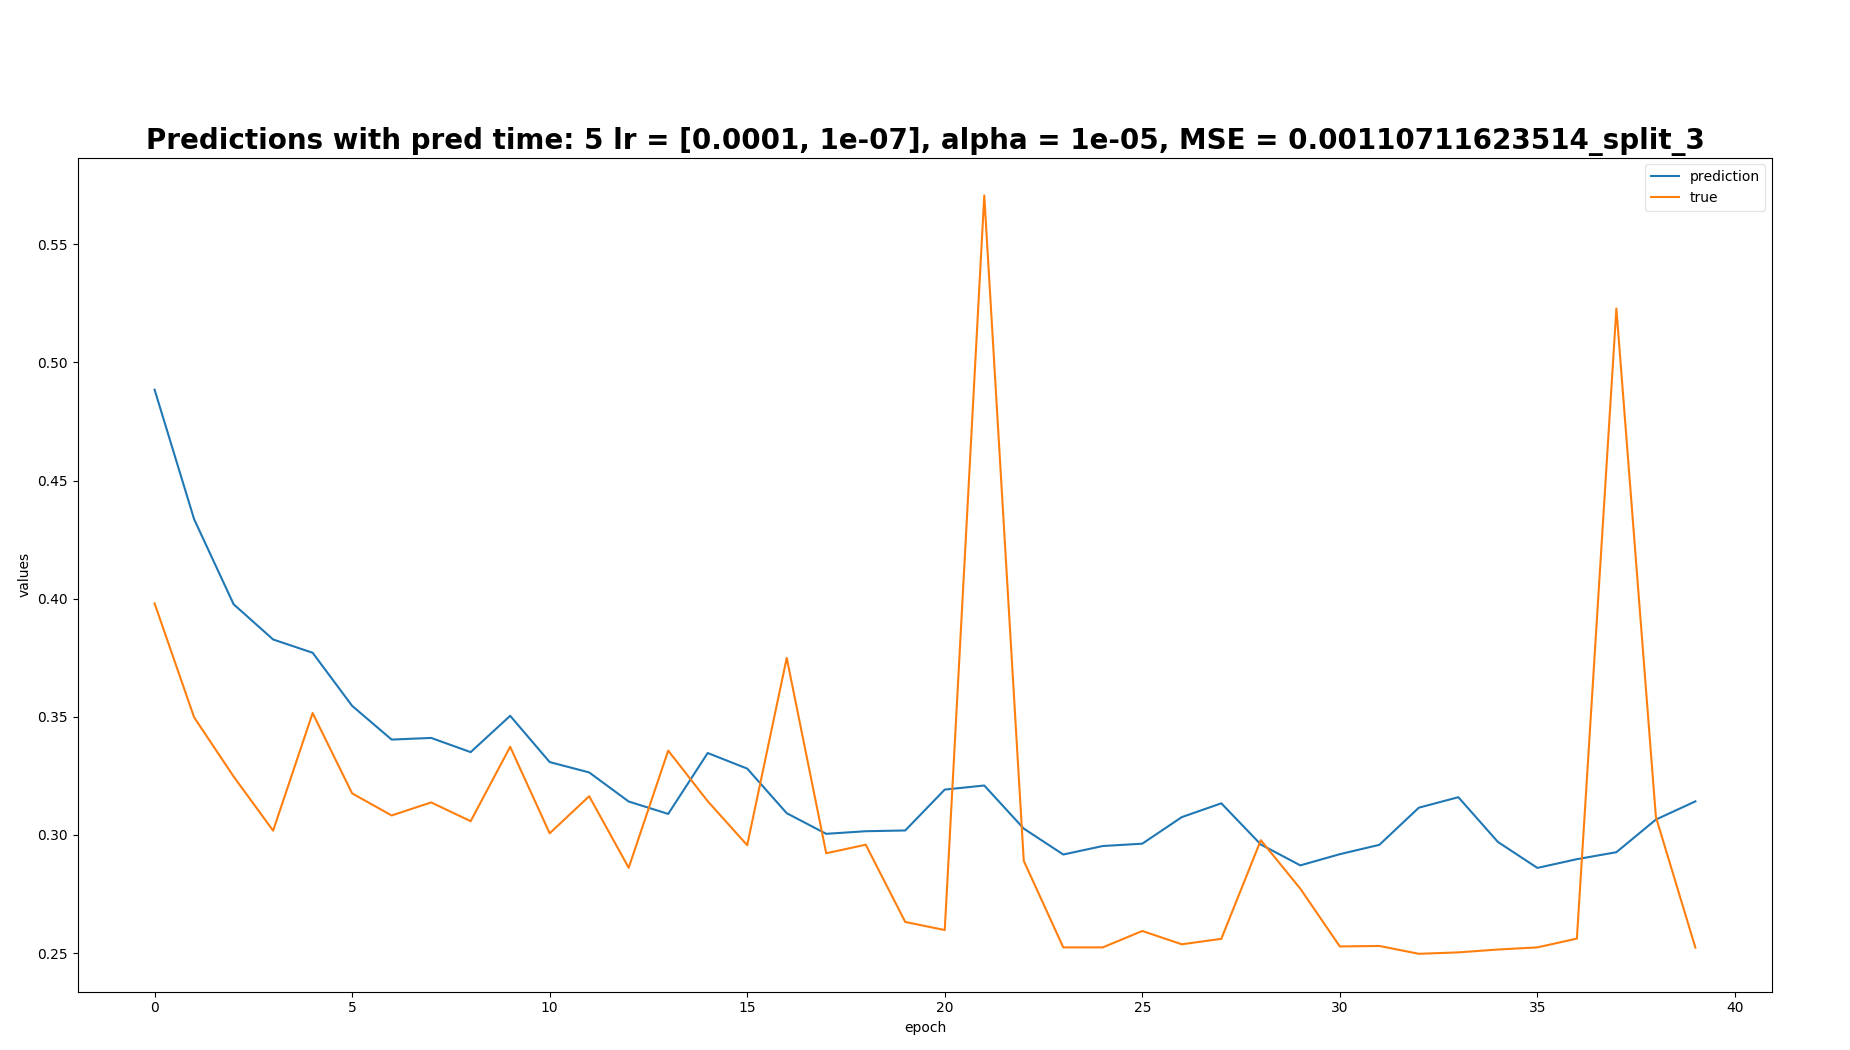 Predictions with pred time: 5 lr = [0.0001, 1e-07], alpha = 1e-05, MSE = 0.00110711623514_split_3
prediction
true
0.55
0.50
0.45
0.40
0.35
0.30
0.25
values
0 5 10 15 20 25 30 35 40
epoch